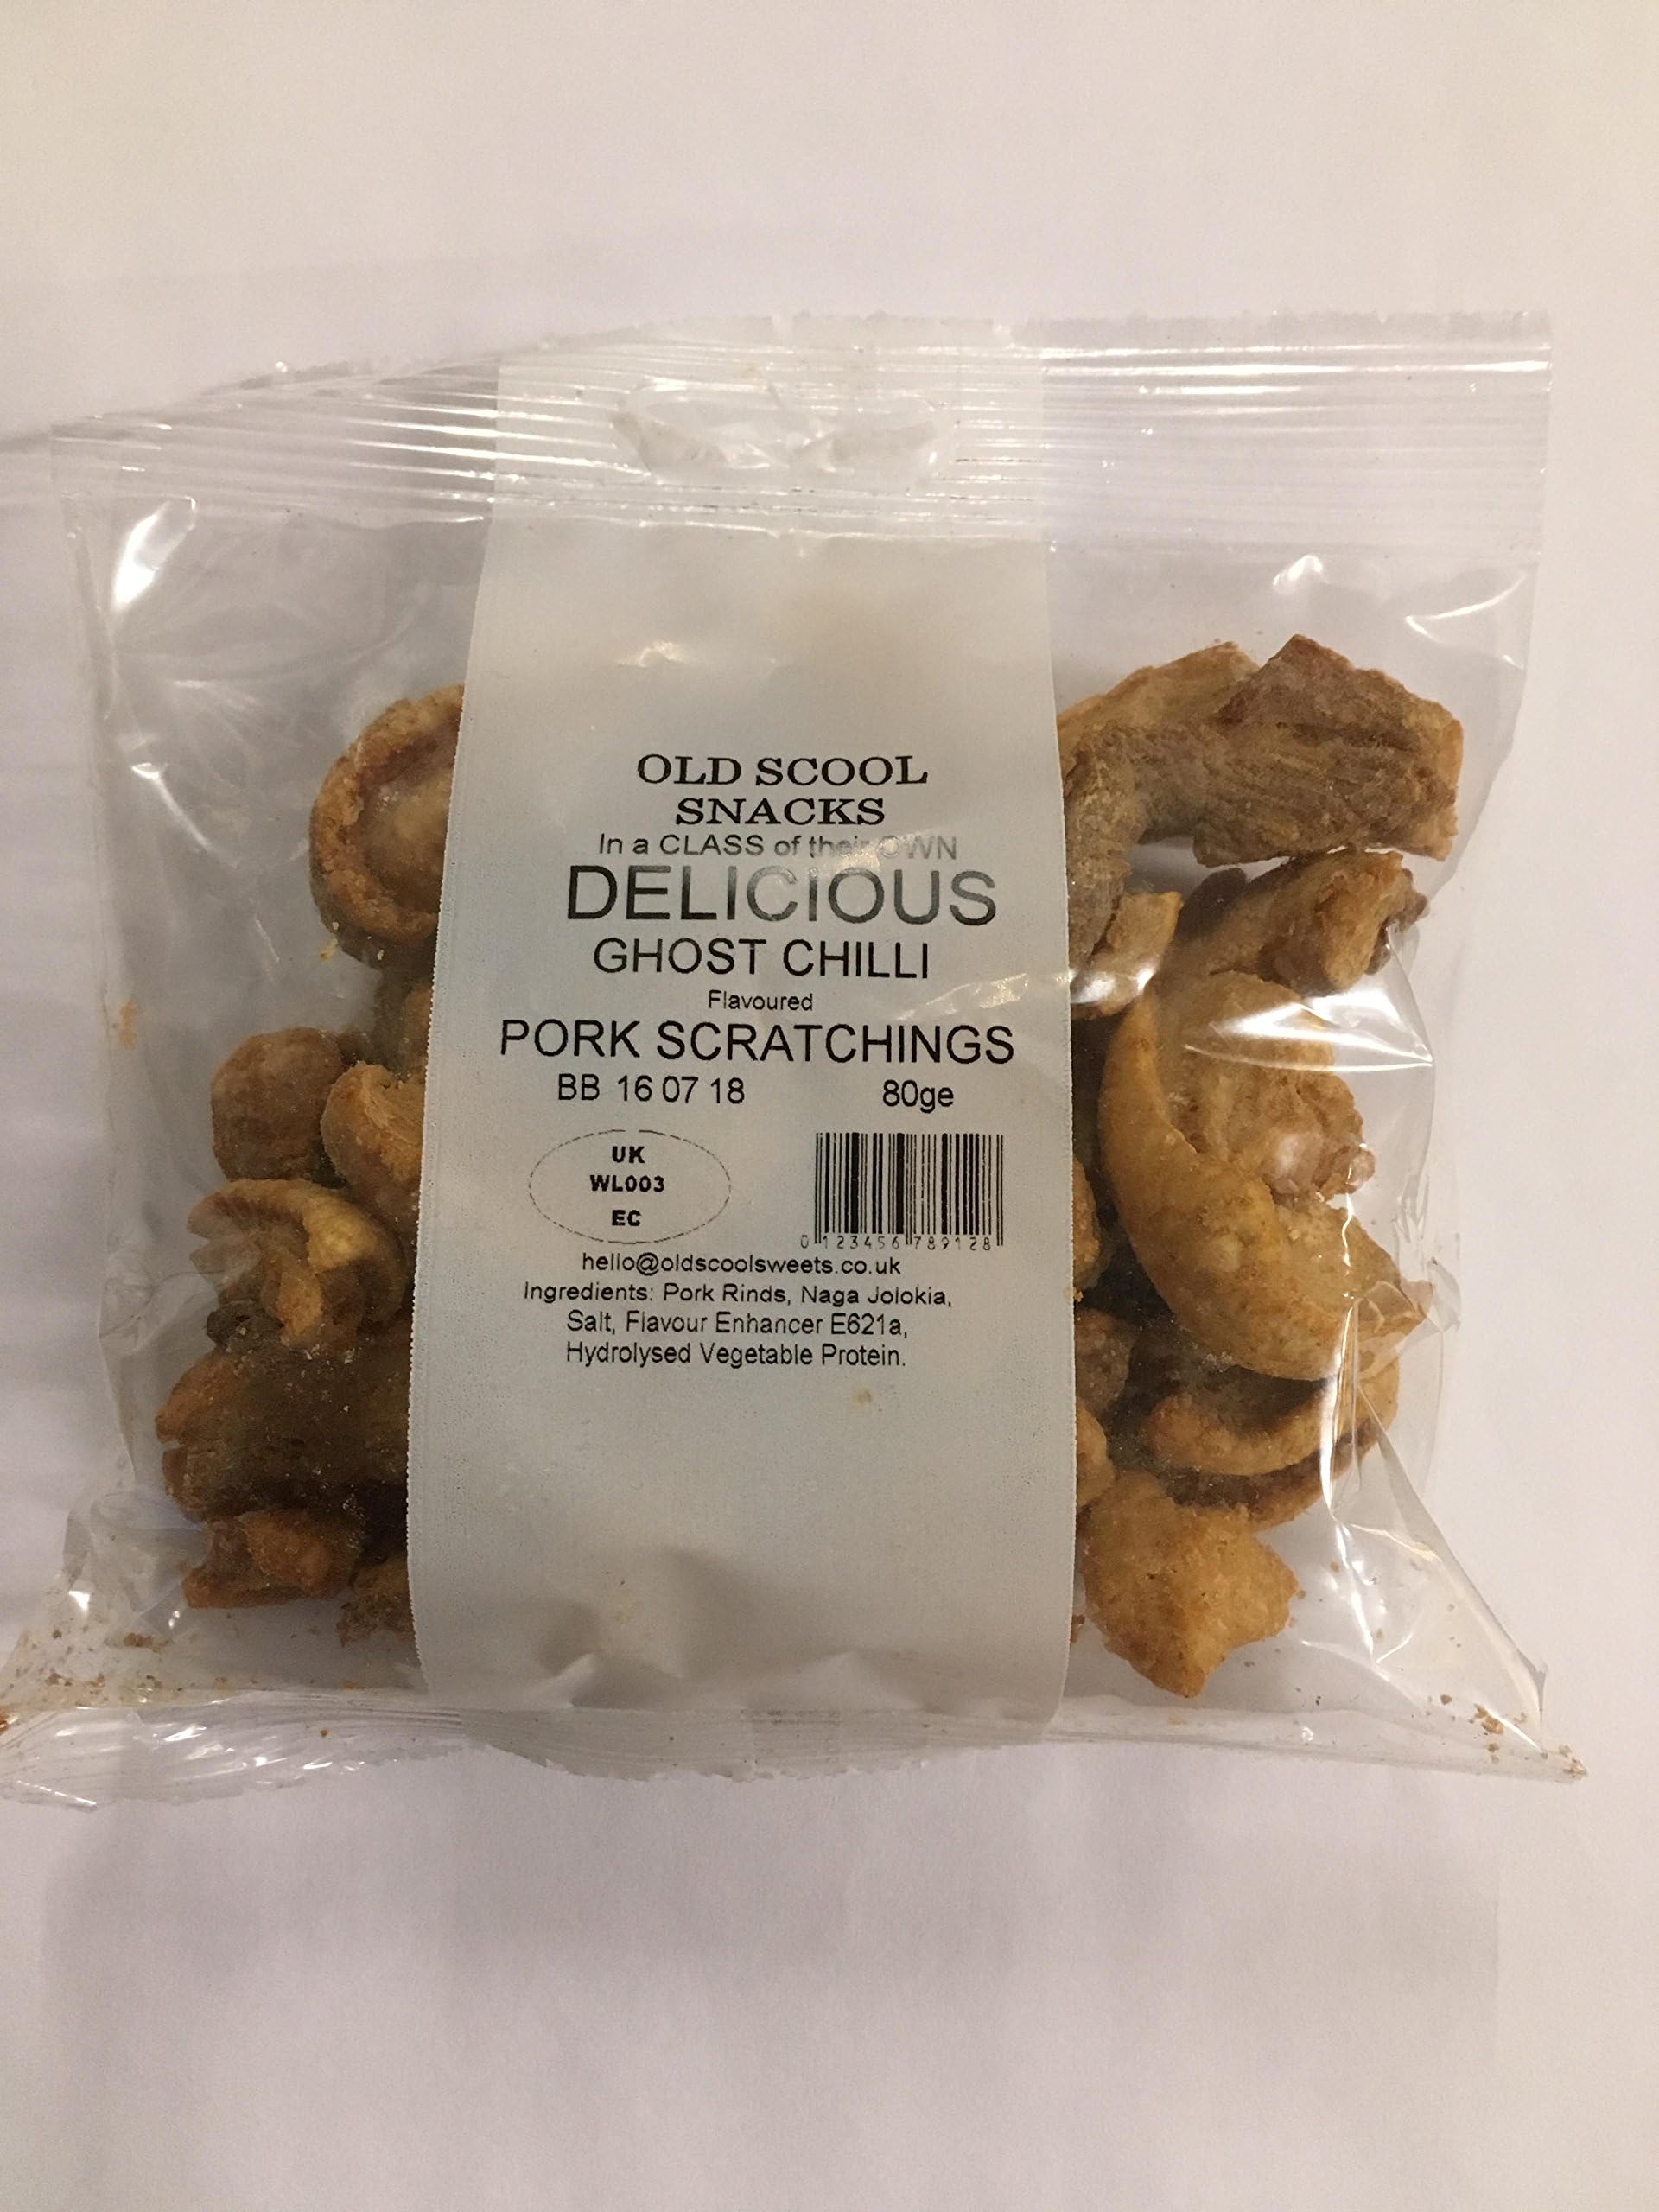 OLD SCOOL
SNACKS
In a CLASS of their OWN
DELICIOUS
GHOST CHILLI
Flavoured
PORK SCRATCHINGS
BB 16 07 18 80ge
UK
WL003
EC
0 123456 789128
hello@oldscoolsweets.co.uk
Ingredients: Pork Rinds, Naga Jolokia,
Salt, Flavour Enhancer E621a,
Hydrolysed Vegetable Protein.